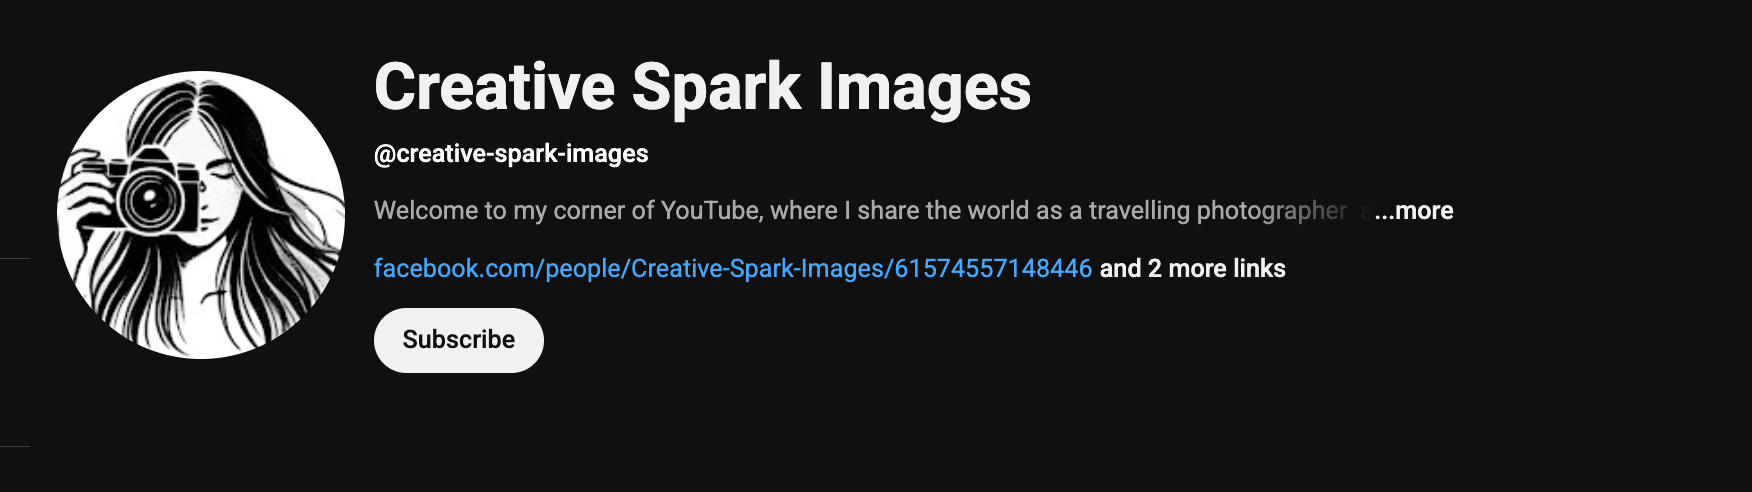 Creative Spark Images
@creative-spark-images
Welcome to my corner of YouTube, where I share the world as a travelling photographer a...more
facebook.com/people/Creative-Spark-Images/61574557148446 and 2 more links
Subscribe